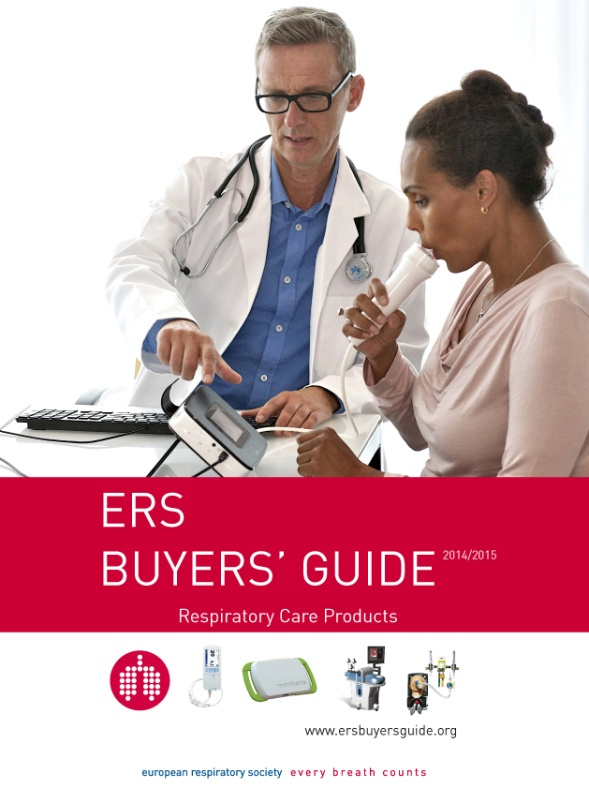 ERS
BUYERS’ GUIDE 2014/2015
Respiratory Care Products
www.ersbuyersguide.org
european respiratory society every breath counts